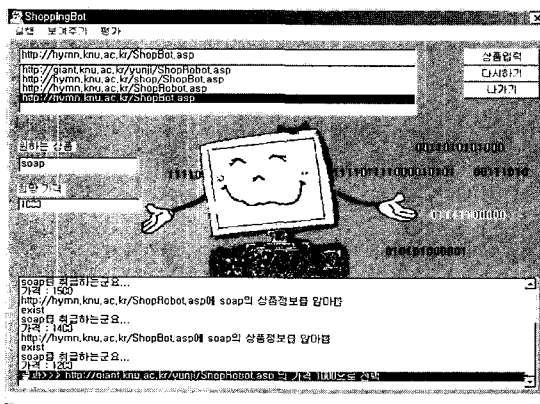 ShoppingBot
실행 보여주기 평가
http://hymn.knu.ac.kr/ShopBot.asp
상품입력
http://giant.knu.ac.kr/yunji/ShopRobot.asp
http://hymn.knu.ac.kr/shop/ShopBot.asp
http://hymn.knu.ac.kr/ShopRobot.asp
http://hymn.knu.ac.kr/ShopBot.asp
다시하기
나가기
원하는 상품
soap
희망 가격
1000
soap를 취급하는군요...
가격 : 1500
http://hymn.knu.ac.kr/ShopRobot.asp에 soap의 상품정보를 알아봄
exist
soap를 취급하는군요...
가격 : 1400
http://hymn.knu.ac.kr/ShopBot.asp에 soap의 상품정보를 알아봄
exist
soap를 취급하는군요...
가격 : 1200
결과>>> http://giant.knu.ac.kr/yunji/ShopRobot.asp 의 가격 1000으로 선택